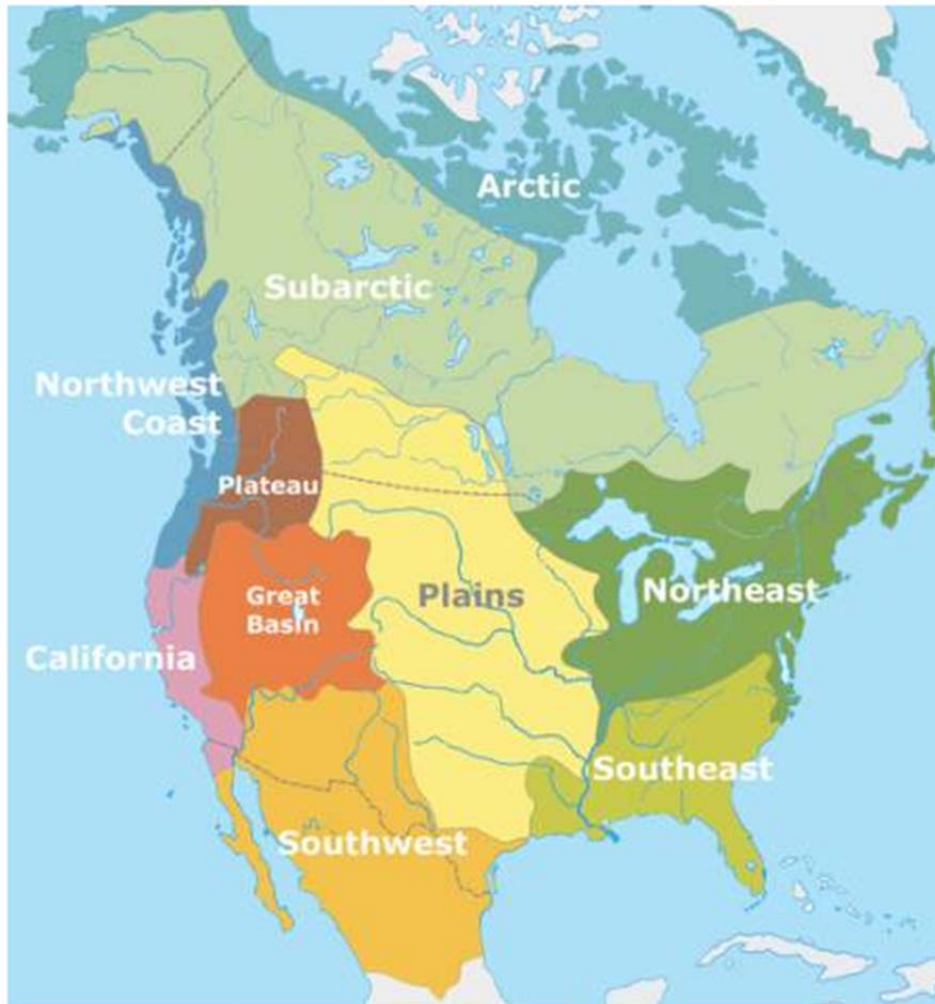 Arctic
Subarctic
Northwest
Coast
Plateau
Great
Basin
Plains
Northeast
California
Southeast
Southwest